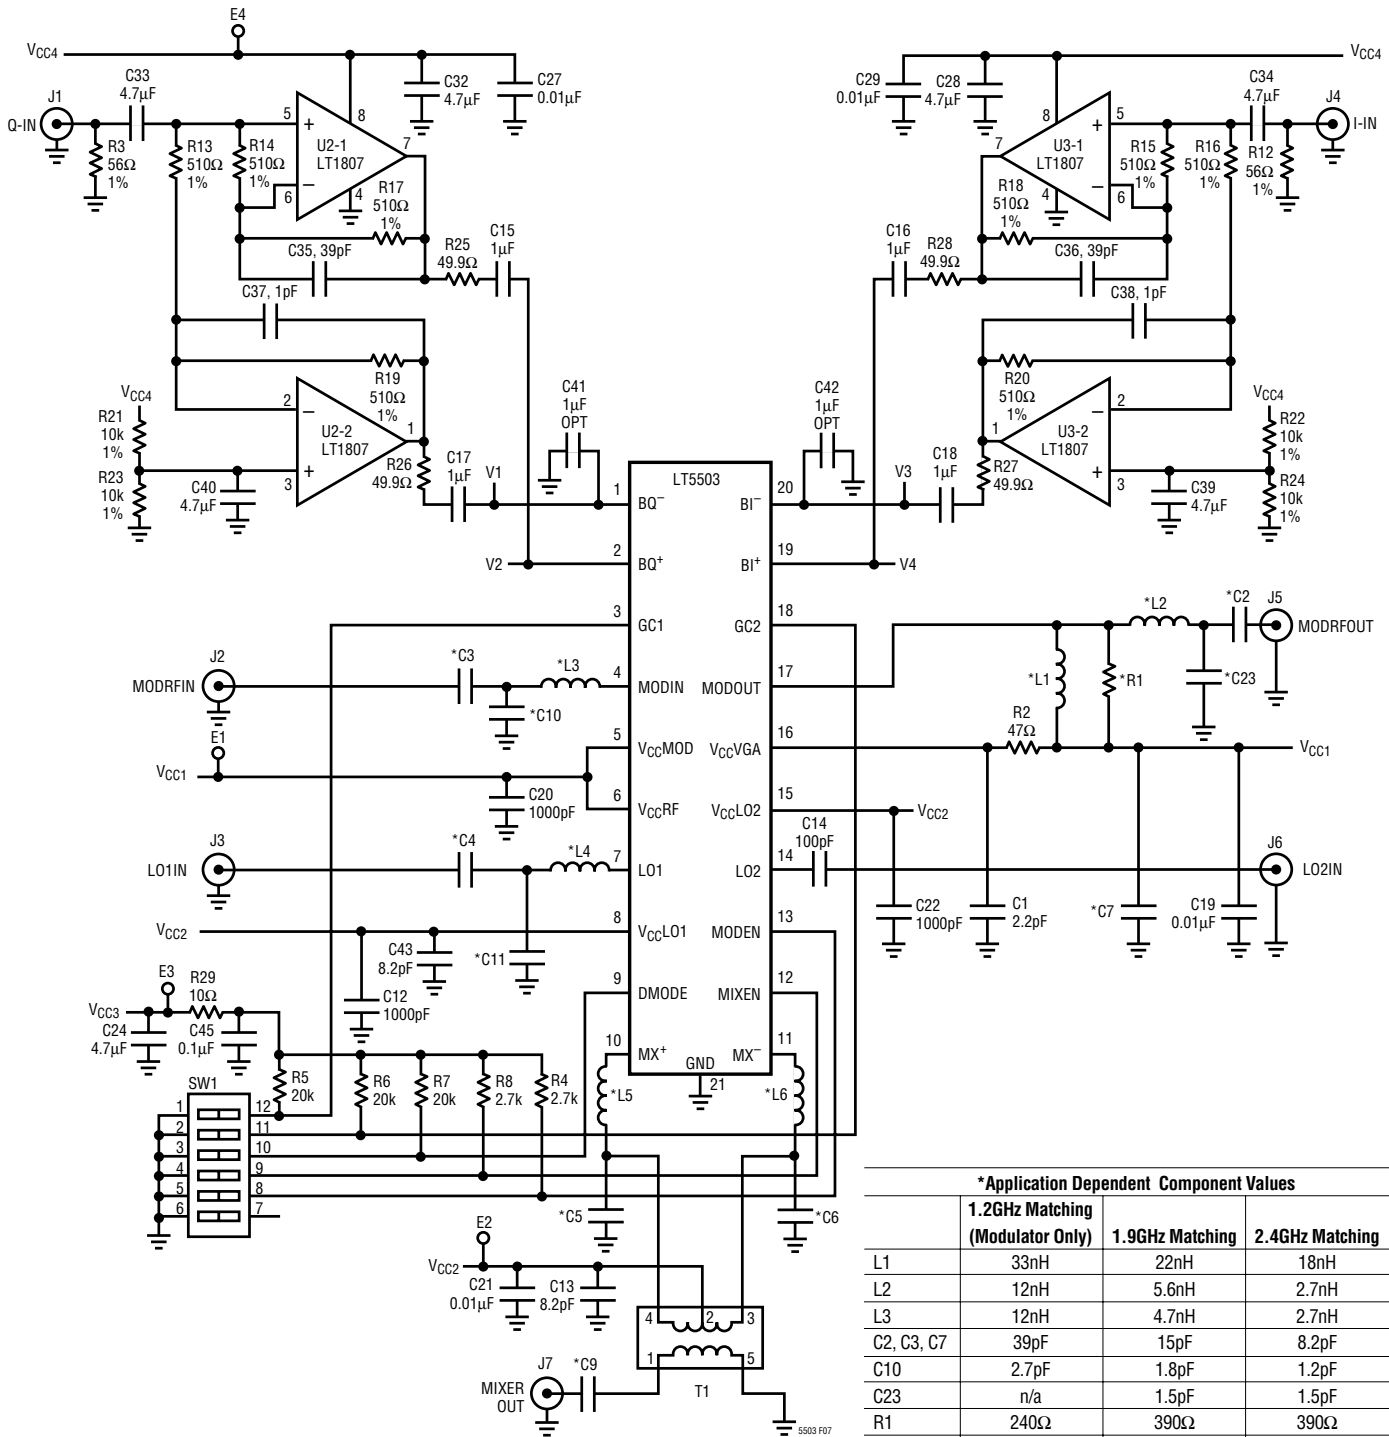 E4
VCC4
C33
4.7µF
J1
Q-IN
R3
56Ω
1%
R13
510Ω
1%
R14
510Ω
1%
5
+
8
U2-1
LT1807
7
−
6
4
C32
4.7µF
C27
0.01µF
R17
510Ω
1%
C35, 39pF
R25
49.9Ω
C15
1µF
C37, 1pF
R19
510Ω
1%
VCC4
R21
10k
1%
R23
10k
1%
C40
4.7µF
2
−
1
U2-2
LT1807
+
3
R26
49.9Ω
C17
1µF
V1
C41
1µF
OPT
V2
C29
0.01µF
C28
4.7µF
VCC4
C34
4.7µF
J4
I-IN
8
5
+
7
U3-1
LT1807
4
−
6
R15
510Ω
1%
R16
510Ω
1%
R12
56Ω
1%
R18
510Ω
1%
C16
1µF
R28
49.9Ω
C36, 39pF
C38, 1pF
R20
510Ω
1%
C42
1µF
OPT
2
−
1
U3-2
LT1807
+
3
VCC4
R22
10k
1%
R24
10k
1%
C39
4.7µF
R27
49.9Ω
C18
1µF
V3
V4
LT5503
1
BQ−
20
BI−
2
BQ+
19
BI+
3
GC1
18
GC2
4
MODIN
17
MODOUT
5
VCCMOD
16
VCCVGA
6
VCCRF
15
VCCLO2
7
LO1
14
LO2
8
VCCLO1
13
MODEN
9
DMODE
12
MIXEN
10
MX+
11
MX−
GND
21
J2
MODRFIN
*C3
*L3
*C10
E1
VCC1
C20
1000pF
J3
LO1IN
*C4
*L4
*C11
VCC2
C43
8.2pF
C12
1000pF
E3
VCC3
R29
10Ω
C24
4.7µF
C45
0.1µF
R5
20k
R6
20k
R7
20k
R8
2.7k
R4
2.7k
SW1
1
12
2
11
3
10
4
9
5
8
6
7
*L5
*L6
*C5
*C6
E2
VCC2
C21
0.01µF
C13
8.2pF
4
2
3
1
5
T1
J7
MIXER
OUT
*C9
5503 F07
*L2
*C2
J5
MODRFOUT
*L1
*R1
*C23
R2
47Ω
VCC1
VCC2
C14
100pF
J6
LO2IN
C22
1000pF
C1
2.2pF
*C7
C19
0.01µF
*Application Dependent Component Values
1.2GHz Matching
(Modulator Only) 1.9GHz Matching 2.4GHz Matching
L1 33nH 22nH 18nH
L2 12nH 5.6nH 2.7nH
L3 12nH 4.7nH 2.7nH
C2, C3, C7 39pF 15pF 8.2pF
C10 2.7pF 1.8pF 1.2pF
C23 n/a 1.5pF 1.5pF
R1 240Ω 390Ω 390Ω